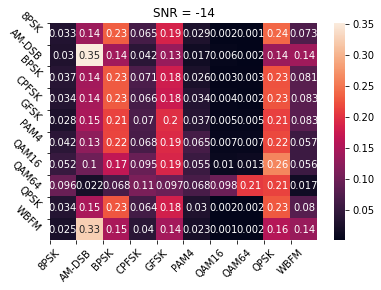 SNR = -14
8PSK 0.033 0.14 0.23 0.065 0.19 0.029 0.002 0.001 0.24 0.073
AM-DSB 0.03 0.35 0.14 0.042 0.13 0.017 0.006 0.002 0.14 0.14
BPSK 0.037 0.14 0.23 0.071 0.18 0.026 0.003 0.003 0.23 0.081
CPFSK 0.034 0.14 0.23 0.066 0.18 0.034 0.004 0.002 0.23 0.083
GFSK 0.028 0.15 0.21 0.07 0.2 0.037 0.005 0.005 0.21 0.083
PAM4 0.042 0.13 0.22 0.068 0.19 0.065 0.007 0.002 0.22 0.057
QAM16 0.052 0.1 0.17 0.095 0.19 0.055 0.01 0.013 0.26 0.056
QAM64 0.096 0.022 0.068 0.11 0.097 0.068 0.098 0.21 0.21 0.017
QPSK 0.034 0.15 0.23 0.064 0.18 0.03 0.002 0.002 0.23 0.08
WBFM 0.025 0.33 0.15 0.04 0.14 0.023 0.001 0.002 0.16 0.14
8PSK AM-DSB BPSK CPFSK GFSK PAM4 QAM16 QAM64 QPSK WBFM
0.35
0.30
0.25
0.20
0.15
0.10
0.05